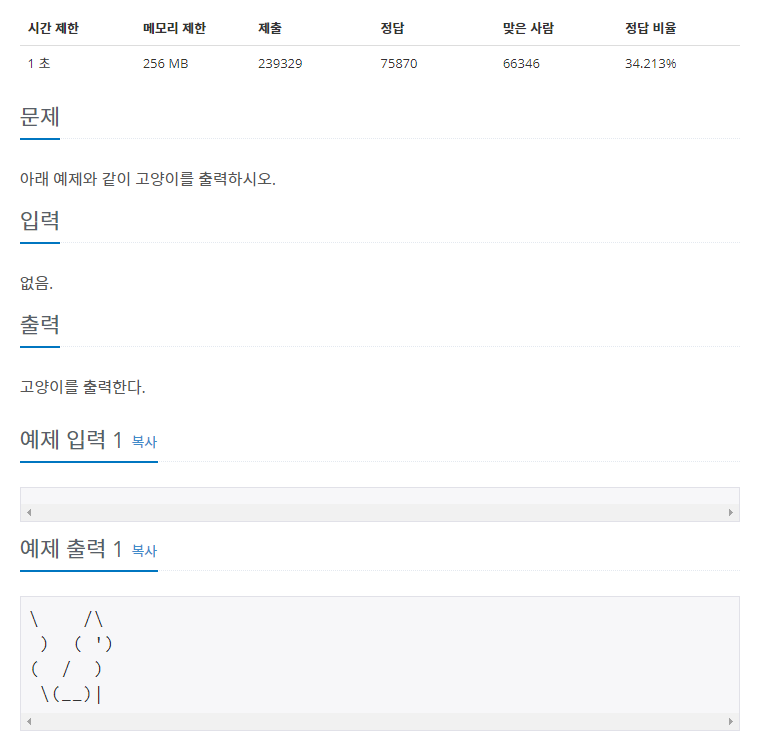 시간 제한 메모리 제한 제출 정답 맞은 사람 정답 비율
1 초 256 MB 239329 75870 66346 34.213%
문제
아래 예제와 같이 고양이를 출력하시오.
입력
없음.
출력
고양이를 출력한다.
예제 입력 1 복사
예제 출력 1 복사
\    /\
 )  ( ')
(  /  )
 \(__)|